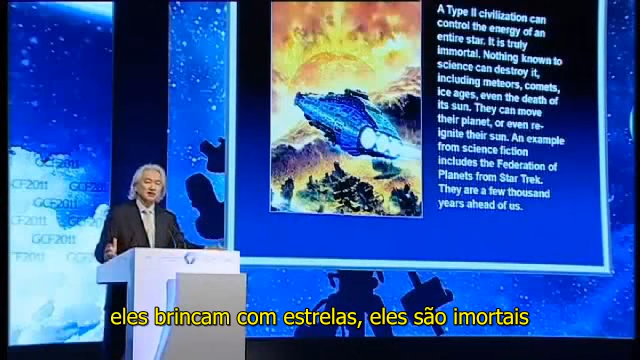 A Type II civilization can
control the energy of an
entire star. It is truly
immortal. Nothing known to
science can destroy it,
including meteors, comets,
ice ages, even the death of
its sun. They can move
their planet, or even re-
ignite their sun. An example
from science fiction
includes the Federation of
Planets from Star Trek.
They are a few thousand
years ahead of us.
GCF2011
GCF2011
GCF2011
eles brincam com estrelas, eles são imortais